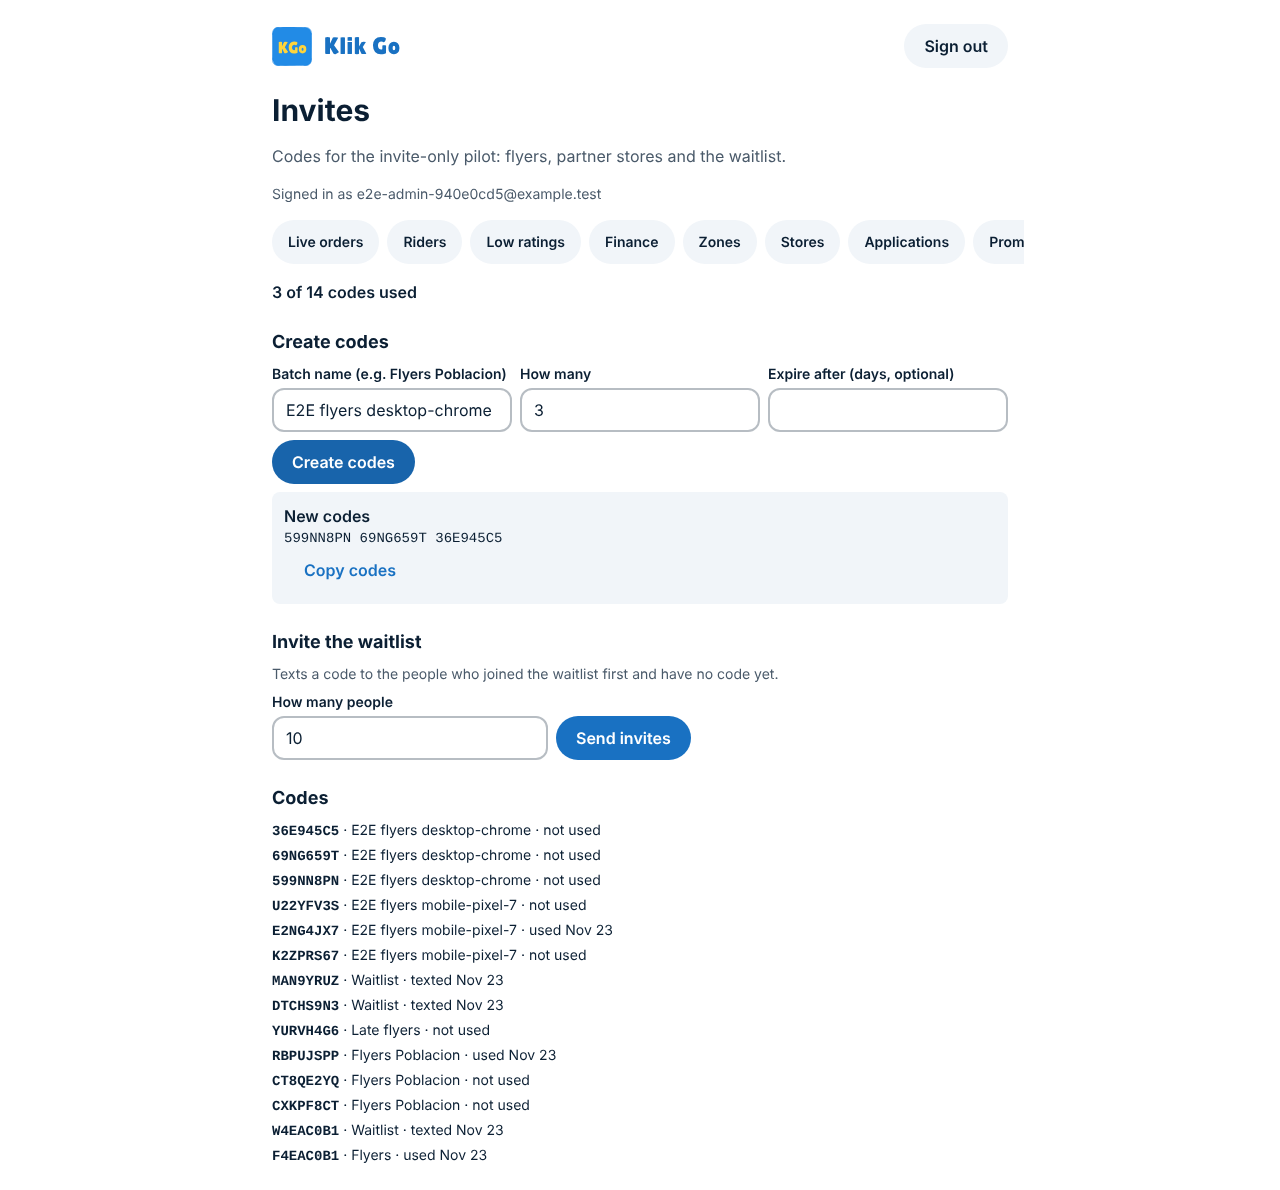 KGo Klik Go
Sign out
Invites
Codes for the invite-only pilot: flyers, partner stores and the waitlist.
Signed in as e2e-admin-940e0cd5@example.test
Live orders Riders Low ratings Finance Zones Stores Applications Prom
3 of 14 codes used
Create codes
Batch name (e.g. Flyers Poblacion) How many Expire after (days, optional)
E2E flyers desktop-chrome 3
Create codes
New codes
599NN8PN 69NG659T 36E945C5
Copy codes
Invite the waitlist
Texts a code to the people who joined the waitlist first and have no code yet.
How many people
10 Send invites
Codes
36E945C5 · E2E flyers desktop-chrome · not used
69NG659T · E2E flyers desktop-chrome · not used
599NN8PN · E2E flyers desktop-chrome · not used
U22YFV3S · E2E flyers mobile-pixel-7 · not used
E2NG4JX7 · E2E flyers mobile-pixel-7 · used Nov 23
K2ZPRS67 · E2E flyers mobile-pixel-7 · not used
MAN9YRUZ · Waitlist · texted Nov 23
DTCHS9N3 · Waitlist · texted Nov 23
YURVH4G6 · Late flyers · not used
RBPUJSPP · Flyers Poblacion · used Nov 23
CT8QE2YQ · Flyers Poblacion · not used
CXKPF8CT · Flyers Poblacion · not used
W4EAC0B1 · Waitlist · texted Nov 23
F4EAC0B1 · Flyers · used Nov 23